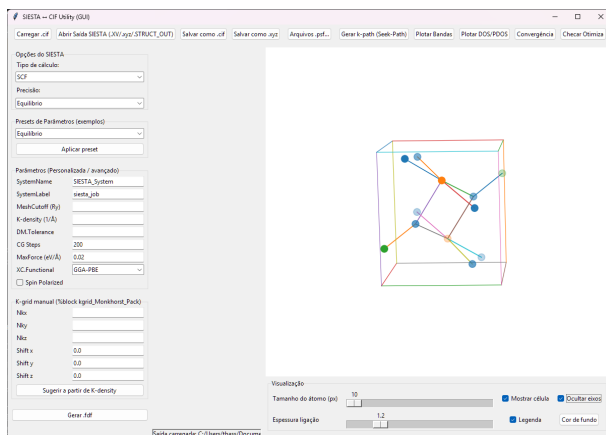 SIESTA -- CIF Utility (GUI)
Carregar .cif
Abrir Saída SIESTA (.XV/.xyz/.STRUCT_OUT)
Salvar como .cif
Salvar como .xyz
Arquivos .psf...
Gerar k-path (Seek-Path)
Plotar Bandas
Plotar DOS/PDOS
Convergência
Checar Otimiza
Opções do SIESTA
Tipo de cálculo:
SCF
Precisão:
Equilíbrio
Presets de Parâmetros (exemplos)
Equilíbrio
Aplicar preset
Parâmetros (Personalizada / avançado)
SystemName SIESTA_System
SystemLabel siesta_job
MeshCutoff (Ry)
K-density (1/Å)
DM.Tolerance
CG Steps 200
MaxForce (eV/Å) 0.02
XC.Functional GGA-PBE
Spin Polarized
K-grid manual (%block kgrid_Monkhorst_Pack)
Nkx
Nky
Nkz
Shift x 0.0
Shift y 0.0
Shift z 0.0
Sugerir a partir de K-density
Gerar .fdf
Visualização
Tamanho do átomo (px) 10
Mostrar célula
Ocultar eixos
Espessura ligação 1.2
Legenda
Cor de fundo
Saída carregada: C:/Users/